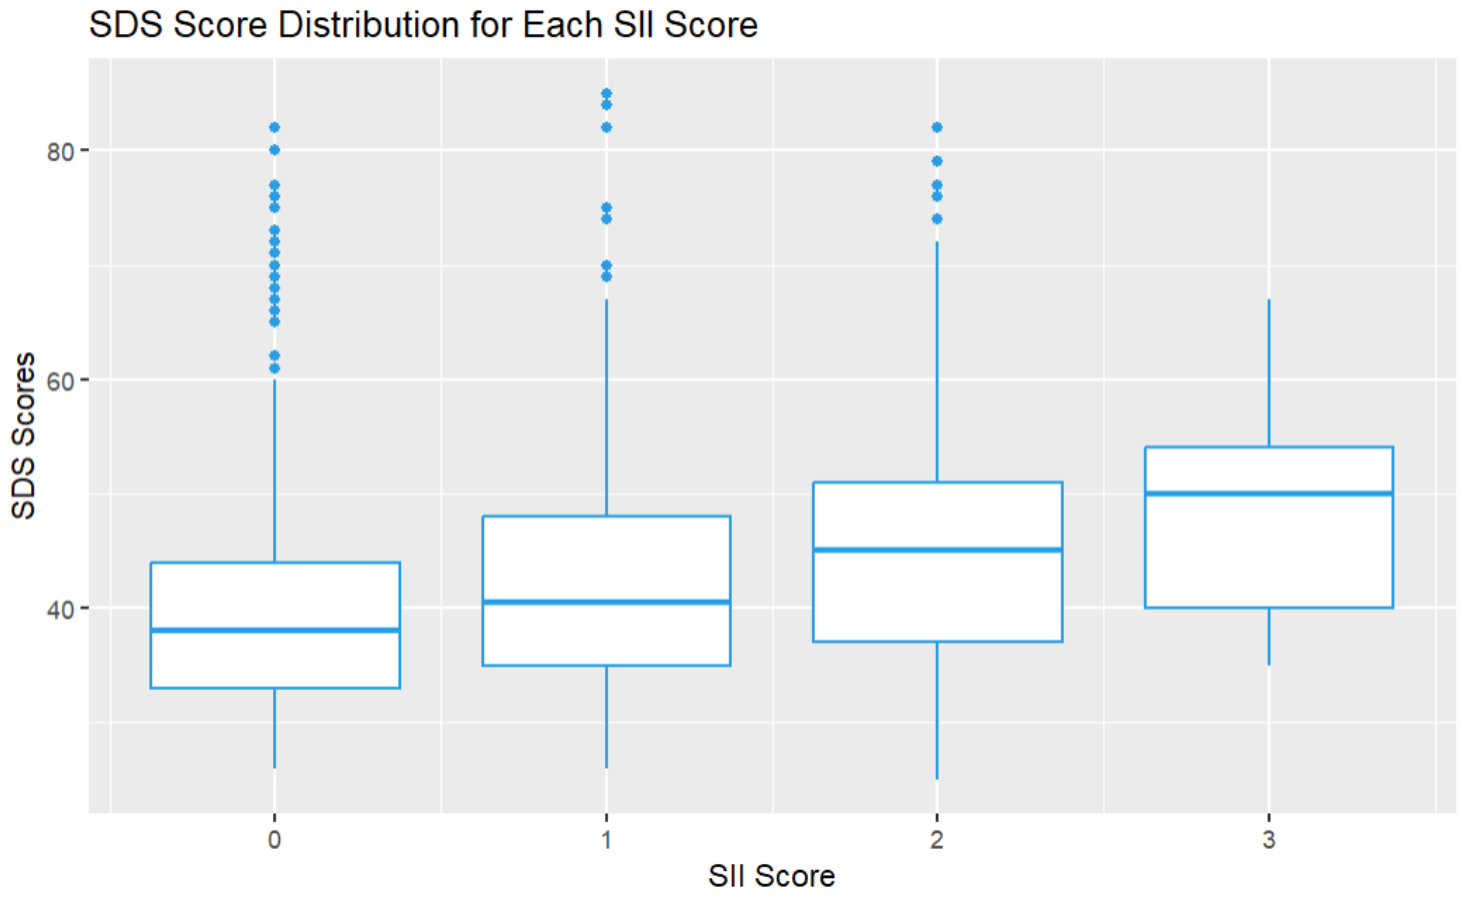 SDS Score Distribution for Each SII Score
80
60
40
SDS Scores
0 1 2 3
SII Score